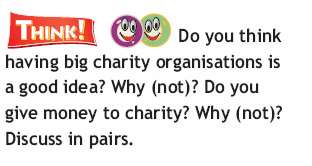 THINK! Do you think
having big charity organisations is
a good idea? Why (not)? Do you
give money to charity? Why (not)?
Discuss in pairs.